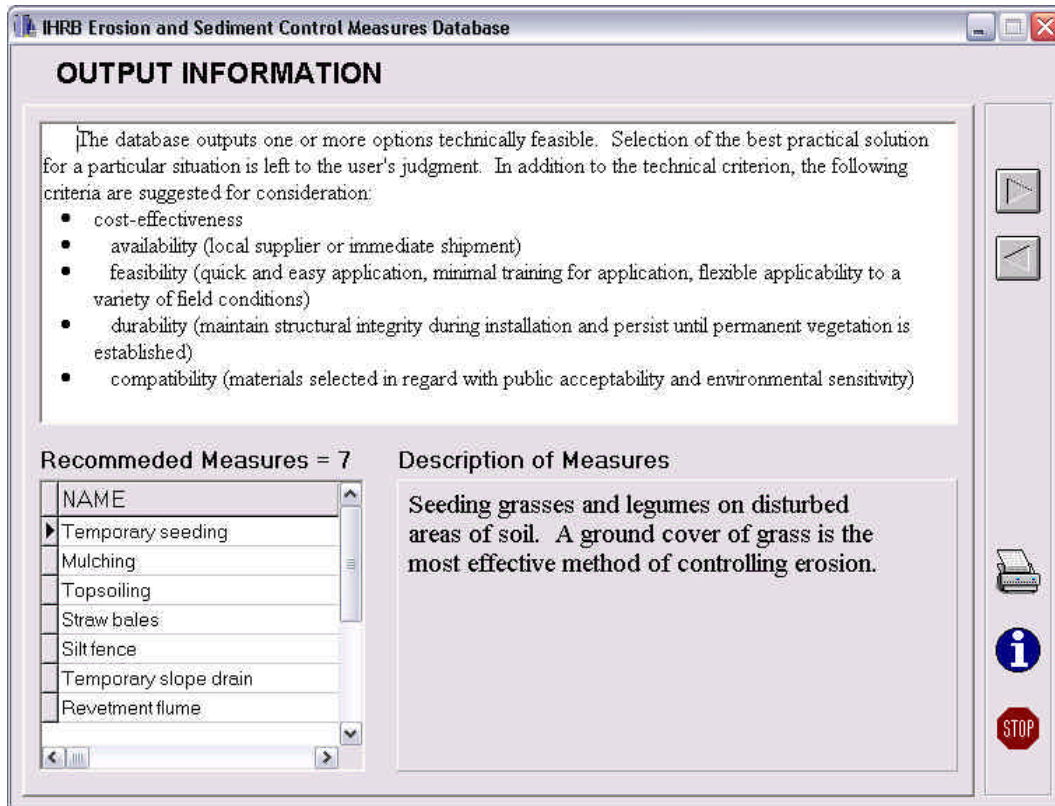 IHRB Erosion and Sediment Control Measures Database
OUTPUT INFORMATION
The database outputs one or more options technically feasible. Selection of the best practical solution
for a particular situation is left to the user's judgment. In addition to the technical criterion, the following
criteria are suggested for consideration:
• cost-effectiveness
• availability (local supplier or immediate shipment)
• feasibility (quick and easy application, minimal training for application, flexible applicability to a
variety of field conditions)
• durability (maintain structural integrity during installation and persist until permanent vegetation is
established)
• compatibility (materials selected in regard with public acceptability and environmental sensitivity)
Recommeded Measures = 7
NAME
Temporary seeding
Mulching
Topsoiling
Straw bales
Silt fence
Temporary slope drain
Revetment flume
Description of Measures
Seeding grasses and legumes on disturbed
areas of soil. A ground cover of grass is the
most effective method of controlling erosion.
i
STOP